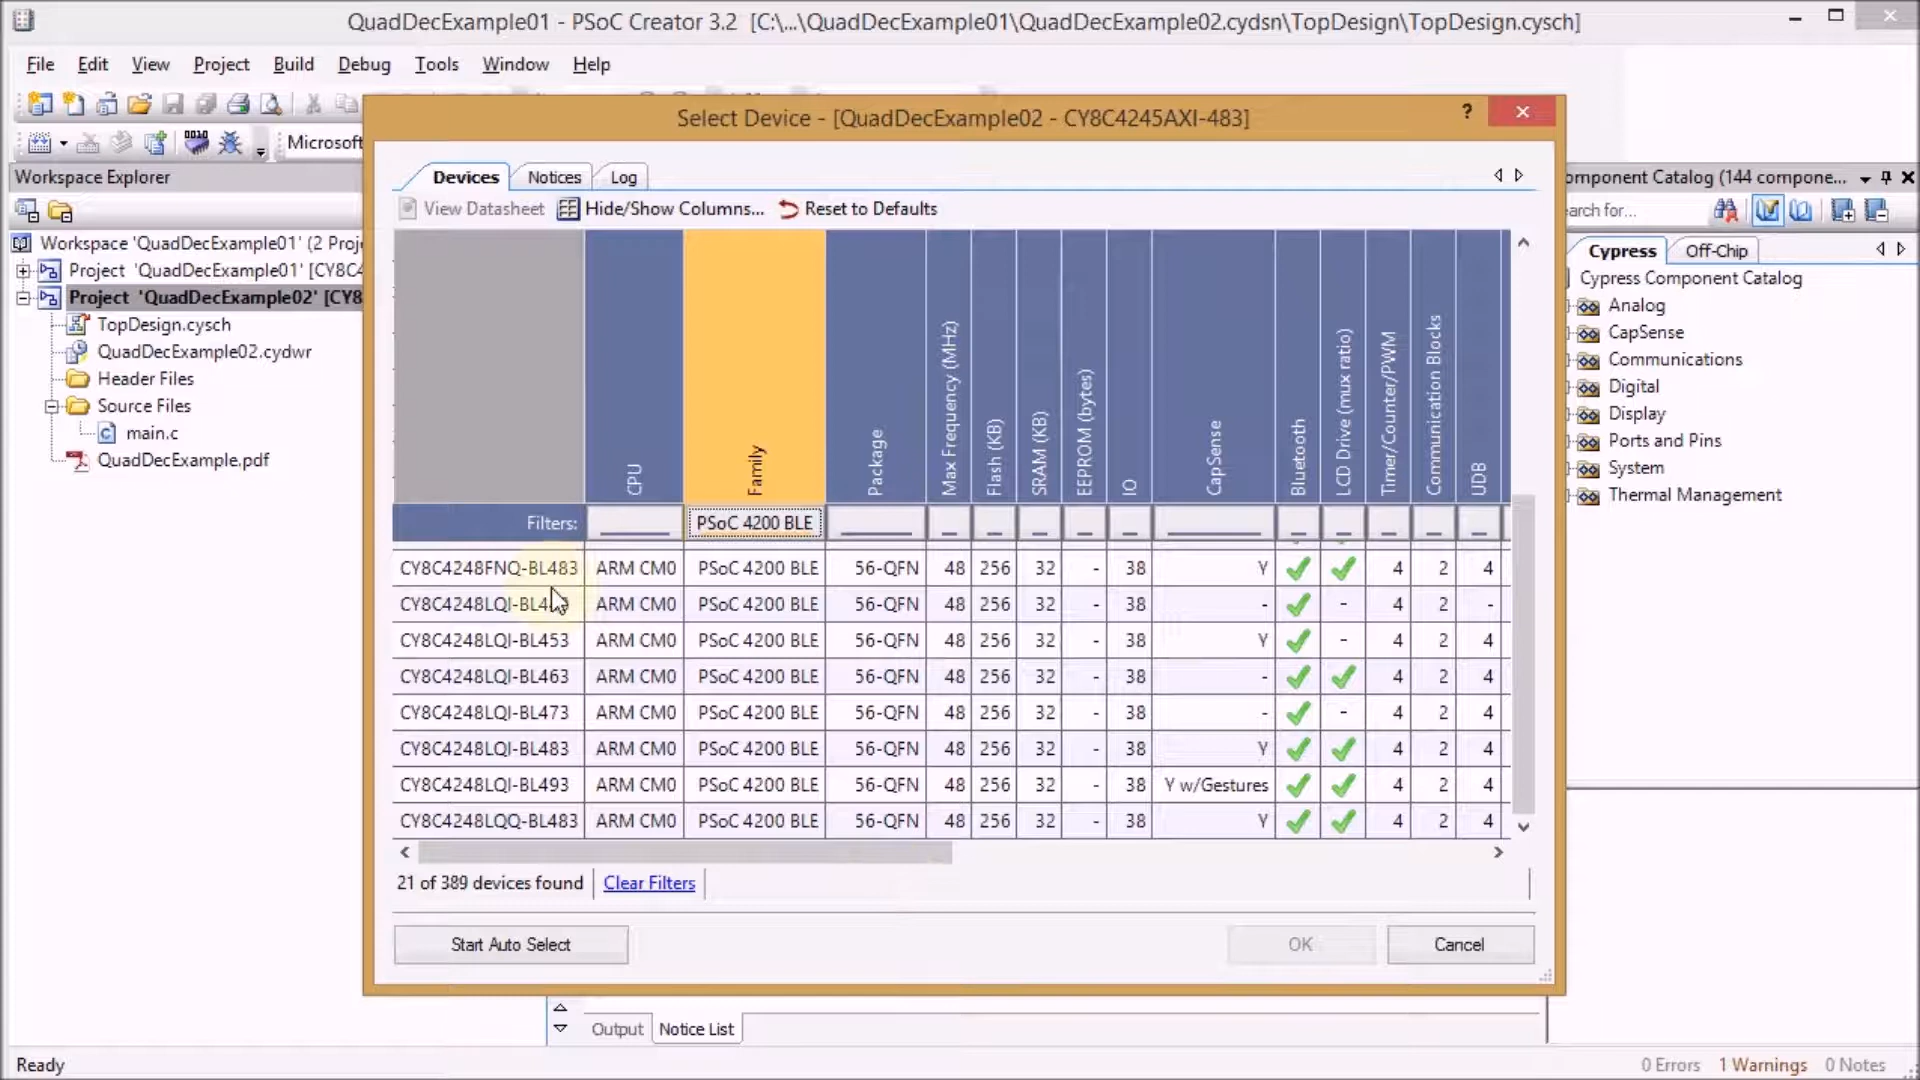 QuadDecExample01 - PSoC Creator 3.2 [C:\...\QuadDecExample01\QuadDecExample02.cydsn\TopDesign\TopDesign.cysch]
File Edit View Project Build Debug Tools Window Help
Microsoft
Workspace Explorer
Workspace 'QuadDecExample01' (2 Proj
Project 'QuadDecExample01' [CY8C4
Project 'QuadDecExample02' [CY8
TopDesign.cysch
QuadDecExample02.cydwr
Header Files
Source Files
main.c
QuadDecExample.pdf
Select Device - [QuadDecExample02 - CY8C4245AXI-483]
Devices Notices Log
View Datasheet Hide/Show Columns... Reset to Defaults
CPU Family Package Max Frequency (MHz) Flash (KB) SRAM (KB) EEPROM (bytes) IO CapSense Bluetooth LCD Drive (mux ratio) Timer/Counter/PWM Communication Blocks UDB
Filters: PSoC 4200 BLE
CY8C4248FNQ-BL483 ARM CM0 PSoC 4200 BLE 56-QFN 48 256 32 - 38 Y 4 2 4
CY8C4248LQI-BL4 ARM CM0 PSoC 4200 BLE 56-QFN 48 256 32 - 38 - - 4 2 -
CY8C4248LQI-BL453 ARM CM0 PSoC 4200 BLE 56-QFN 48 256 32 - 38 Y - 4 2 4
CY8C4248LQI-BL463 ARM CM0 PSoC 4200 BLE 56-QFN 48 256 32 - 38 - 4 2 4
CY8C4248LQI-BL473 ARM CM0 PSoC 4200 BLE 56-QFN 48 256 32 - 38 - - 4 2 4
CY8C4248LQI-BL483 ARM CM0 PSoC 4200 BLE 56-QFN 48 256 32 - 38 Y 4 2 4
CY8C4248LQI-BL493 ARM CM0 PSoC 4200 BLE 56-QFN 48 256 32 - 38 Y w/Gestures 4 2 4
CY8C4248LQQ-BL483 ARM CM0 PSoC 4200 BLE 56-QFN 48 256 32 - 38 Y 4 2 4
21 of 389 devices found Clear Filters
Start Auto Select OK Cancel
omponent Catalog (144 compone...
earch for...
Cypress Off-Chip
Cypress Component Catalog
Analog
CapSense
Communications
Digital
Display
Ports and Pins
System
Thermal Management
Output Notice List
Ready 0 Errors 1 Warnings 0 Notes